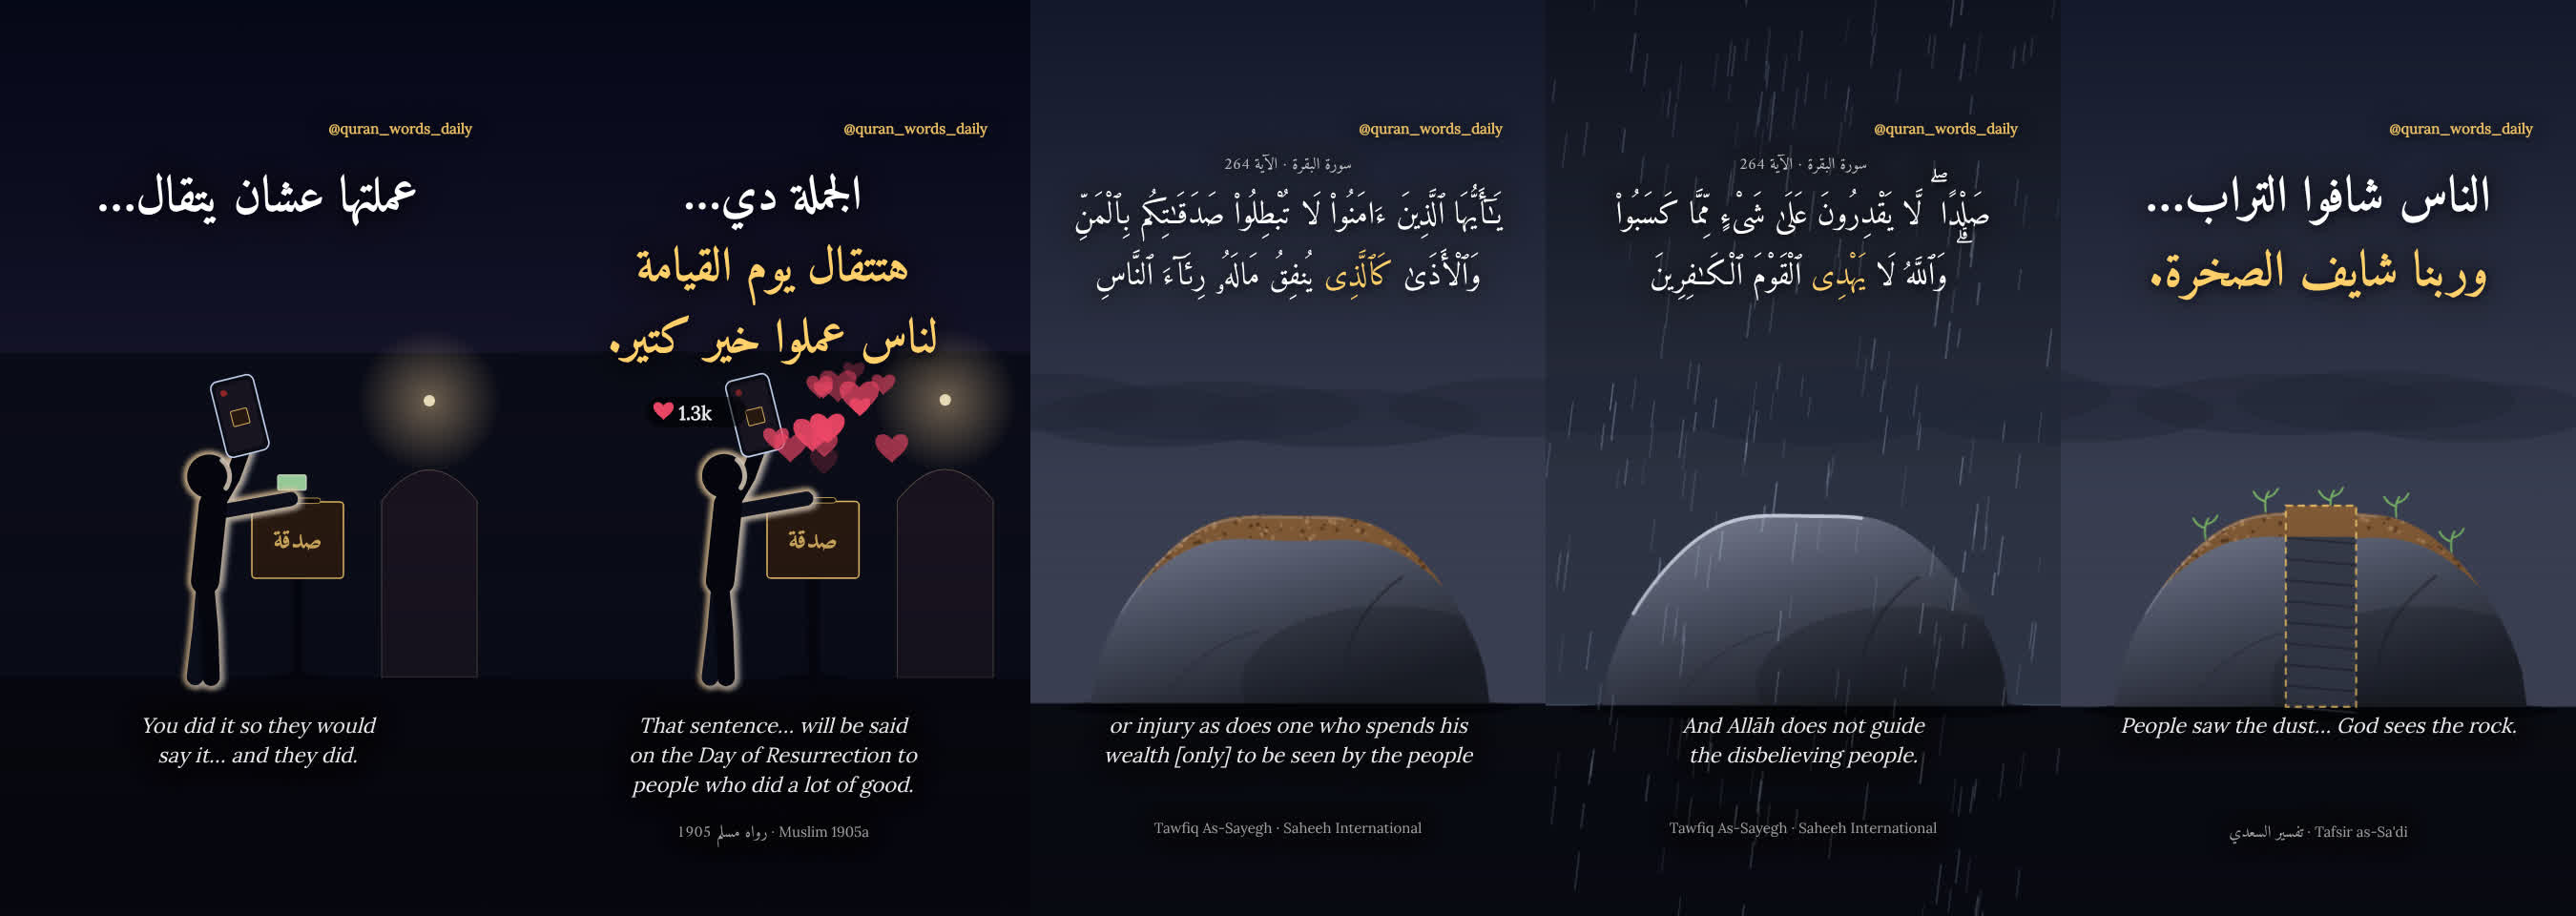 @quran_words_daily
عملتها عشان يتقال...
صدقة
You did it so they would
say it... and they did.
@quran_words_daily
الجملة دي...
هتتقال يوم القيامة
لناس عملوا خير كتير.
1.3k
صدقة
That sentence... will be said
on the Day of Resurrection to
people who did a lot of good.
رواه مسلم 1905 · Muslim 1905a
@quran_words_daily
سورة البقرة · الآية 264
يَـٰٓأَيُّهَا ٱلَّذِينَ ءَامَنُوا۟ لَا تُبْطِلُوا۟ صَدَقَـٰتِكُم بِٱلْمَنِّ
وَٱلْأَذَىٰ كَٱلَّذِى يُنفِقُ مَالَهُۥ رِئَآءَ ٱلنَّاسِ
or injury as does one who spends his
wealth [only] to be seen by the people
Tawfiq As-Sayegh · Saheeh International
@quran_words_daily
سورة البقرة · الآية 264
صَلْدًا ۖ لَّا يَقْدِرُونَ عَلَىٰ شَىْءٍ مِّمَّا كَسَبُوا۟ ۗ
وَٱللَّهُ لَا يَهْدِى ٱلْقَوْمَ ٱلْكَـٰفِرِينَ
And Allāh does not guide
the disbelieving people.
Tawfiq As-Sayegh · Saheeh International
@quran_words_daily
الناس شافوا التراب...
وربنا شايف الصخرة.
People saw the dust... God sees the rock.
تفسير السعدي · Tafsir as-Sa'di